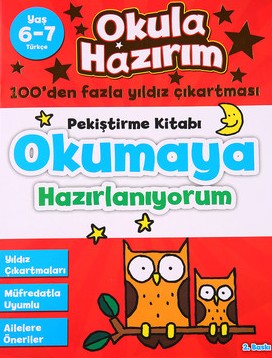 Yaş
6-7
Türkçe
Okula
Hazırım
100'den fazla yıldız çıkartması
Pekiştirme Kitabı
Okumaya
Hazırlanıyorum
Yıldız
Çıkartmaları
Müfredatla
Uyumlu
Ailelere
Öneriler
2. Baskı